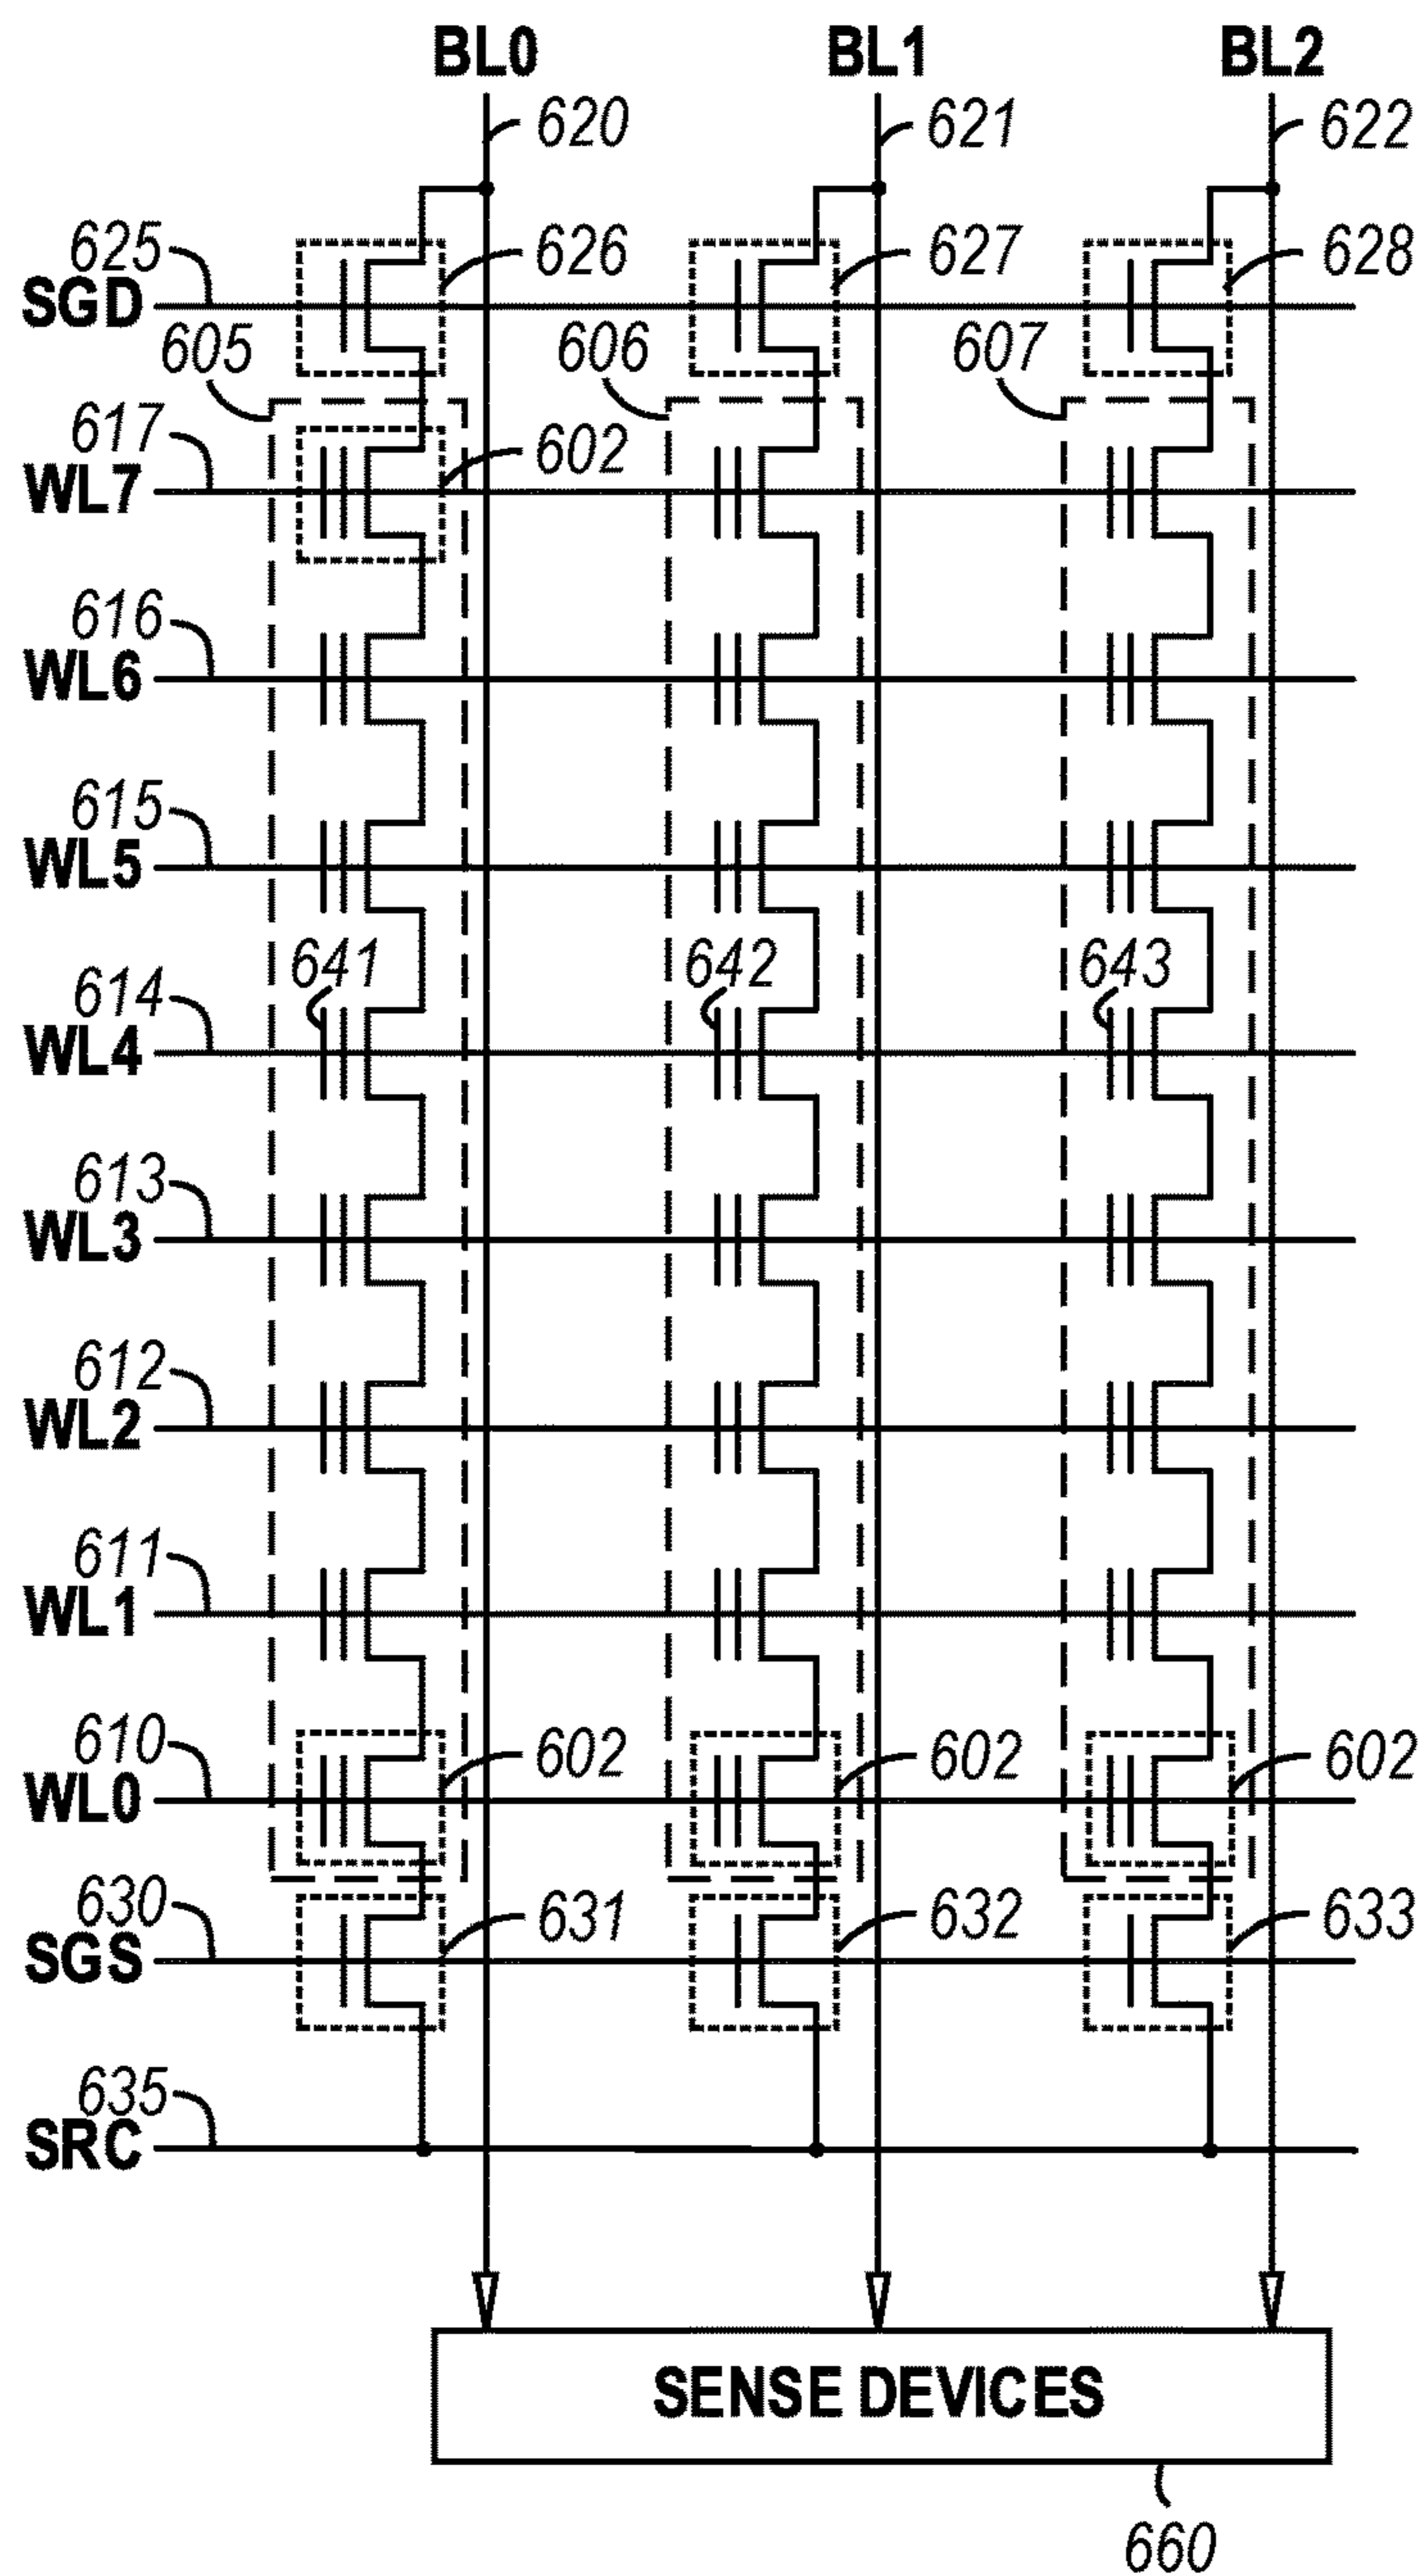 BL0 BL1 BL2
620 621 622
625 626 627 628
SGD
605 606 607
617 602
WL7
616
WL6
615
WL5
641 642 643
614
WL4
613
WL3
612
WL2
611
WL1
610 602 602 602
WL0
630 631 632 633
SGS
635
SRC
SENSE DEVICES
660